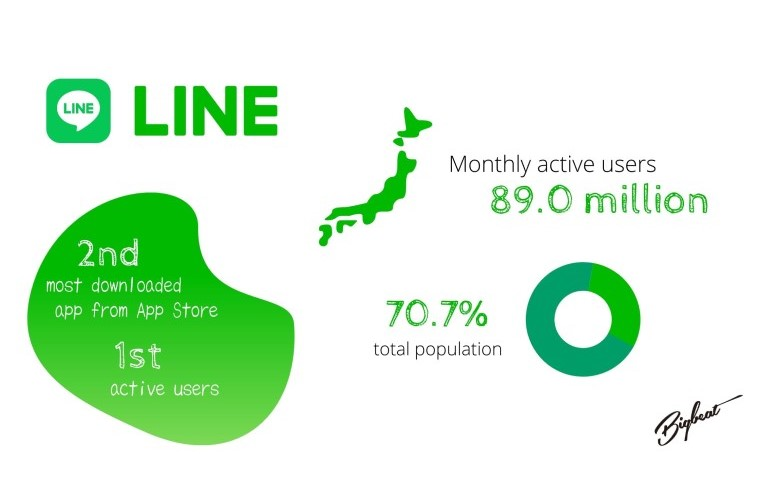 LINE
LINE
Monthly active users
89.0 million
2nd
most downloaded
app from App Store
1st
active users
70.7%
total population
Bigbeat